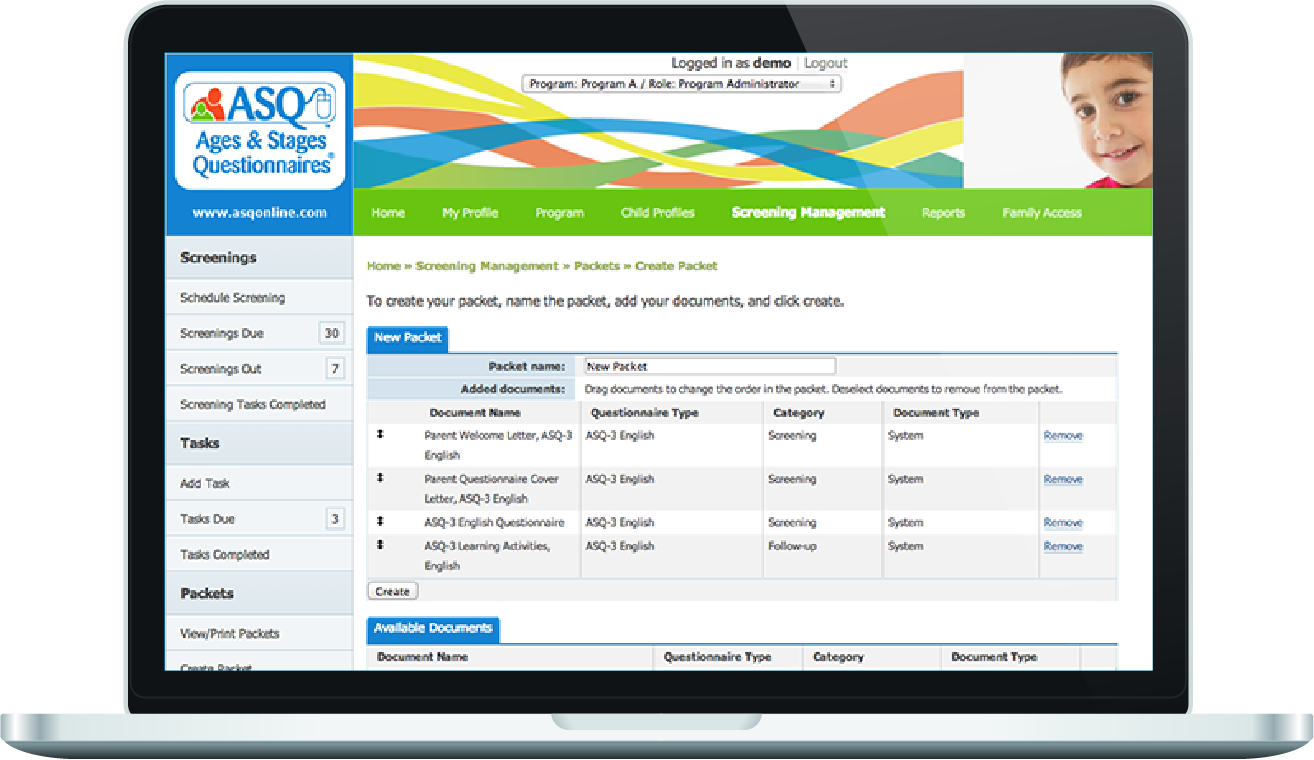 Logged in as demo | Logout
Program: Program A / Role: Program Administrator
ASQ™
Ages & Stages
Questionnaires®
www.asqonline.com
Home My Profile Program Child Profiles Screening Management Reports Family Access
Screenings
Schedule Screening
Screenings Due 30
Screenings Out 7
Screening Tasks Completed
Tasks
Add Task
Tasks Due 3
Tasks Completed
Packets
View/Print Packets
Create Packet
Home » Screening Management » Packets » Create Packet
To create your packet, name the packet, add your documents, and click create.
New Packet
Packet name: New Packet
Added documents: Drag documents to change the order in the packet. Deselect documents to remove from the packet.
Document Name Questionnaire Type Category Document Type
Parent Welcome Letter, ASQ-3 ASQ-3 English Screening System Remove
English
Parent Questionnaire Cover ASQ-3 English Screening System Remove
Letter, ASQ-3 English
ASQ-3 English Questionnaire ASQ-3 English Screening System Remove
ASQ-3 Learning Activities, ASQ-3 English Follow-up System Remove
English
Create
Available Documents
Document Name Questionnaire Type Category Document Type